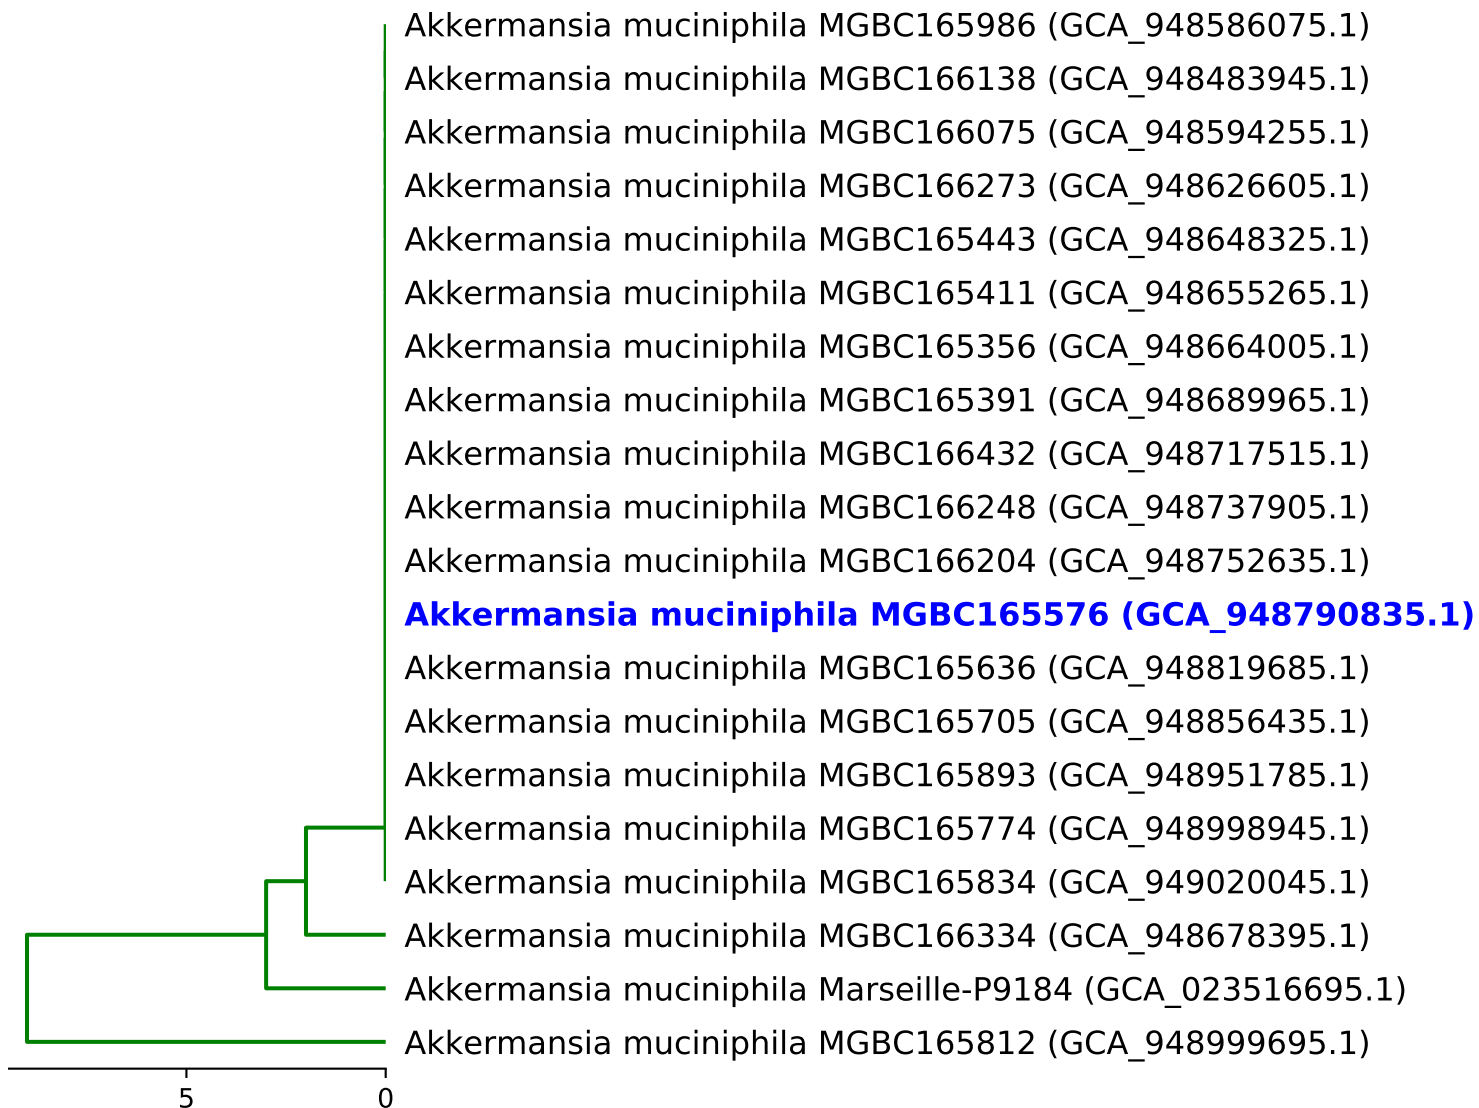 Akkermansia muciniphila MGBC165986 (GCA_948586075.1)
Akkermansia muciniphila MGBC166138 (GCA_948483945.1)
Akkermansia muciniphila MGBC166075 (GCA_948594255.1)
Akkermansia muciniphila MGBC166273 (GCA_948626605.1)
Akkermansia muciniphila MGBC165443 (GCA_948648325.1)
Akkermansia muciniphila MGBC165411 (GCA_948655265.1)
Akkermansia muciniphila MGBC165356 (GCA_948664005.1)
Akkermansia muciniphila MGBC165391 (GCA_948689965.1)
Akkermansia muciniphila MGBC166432 (GCA_948717515.1)
Akkermansia muciniphila MGBC166248 (GCA_948737905.1)
Akkermansia muciniphila MGBC166204 (GCA_948752635.1)
Akkermansia muciniphila MGBC165576 (GCA_948790835.1)
Akkermansia muciniphila MGBC165636 (GCA_948819685.1)
Akkermansia muciniphila MGBC165705 (GCA_948856435.1)
Akkermansia muciniphila MGBC165893 (GCA_948951785.1)
Akkermansia muciniphila MGBC165774 (GCA_948998945.1)
Akkermansia muciniphila MGBC165834 (GCA_949020045.1)
Akkermansia muciniphila MGBC166334 (GCA_948678395.1)
Akkermansia muciniphila Marseille-P9184 (GCA_023516695.1)
Akkermansia muciniphila MGBC165812 (GCA_948999695.1)
5 0